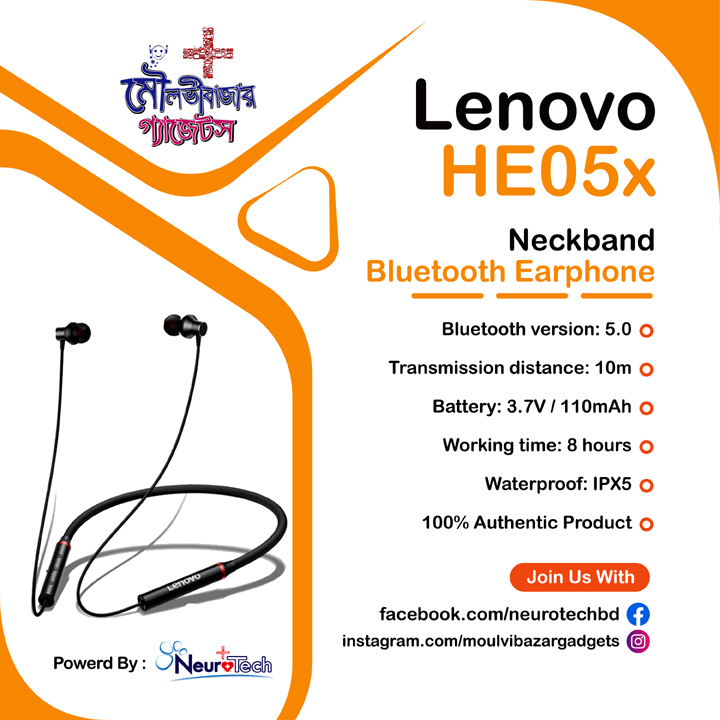 মৌলভীবাজার
গ্যাজেটস
Lenovo
HE05x
Neckband
Bluetooth Earphone
Bluetooth version: 5.0
Transmission distance: 10m
Battery: 3.7V / 110mAh
Working time: 8 hours
Waterproof: IPX5
100% Authentic Product
Join Us With
facebook.com/neurotechbd
instagram.com/moulvibazargadgets
Lenovo
Powerd By : NeuroTech